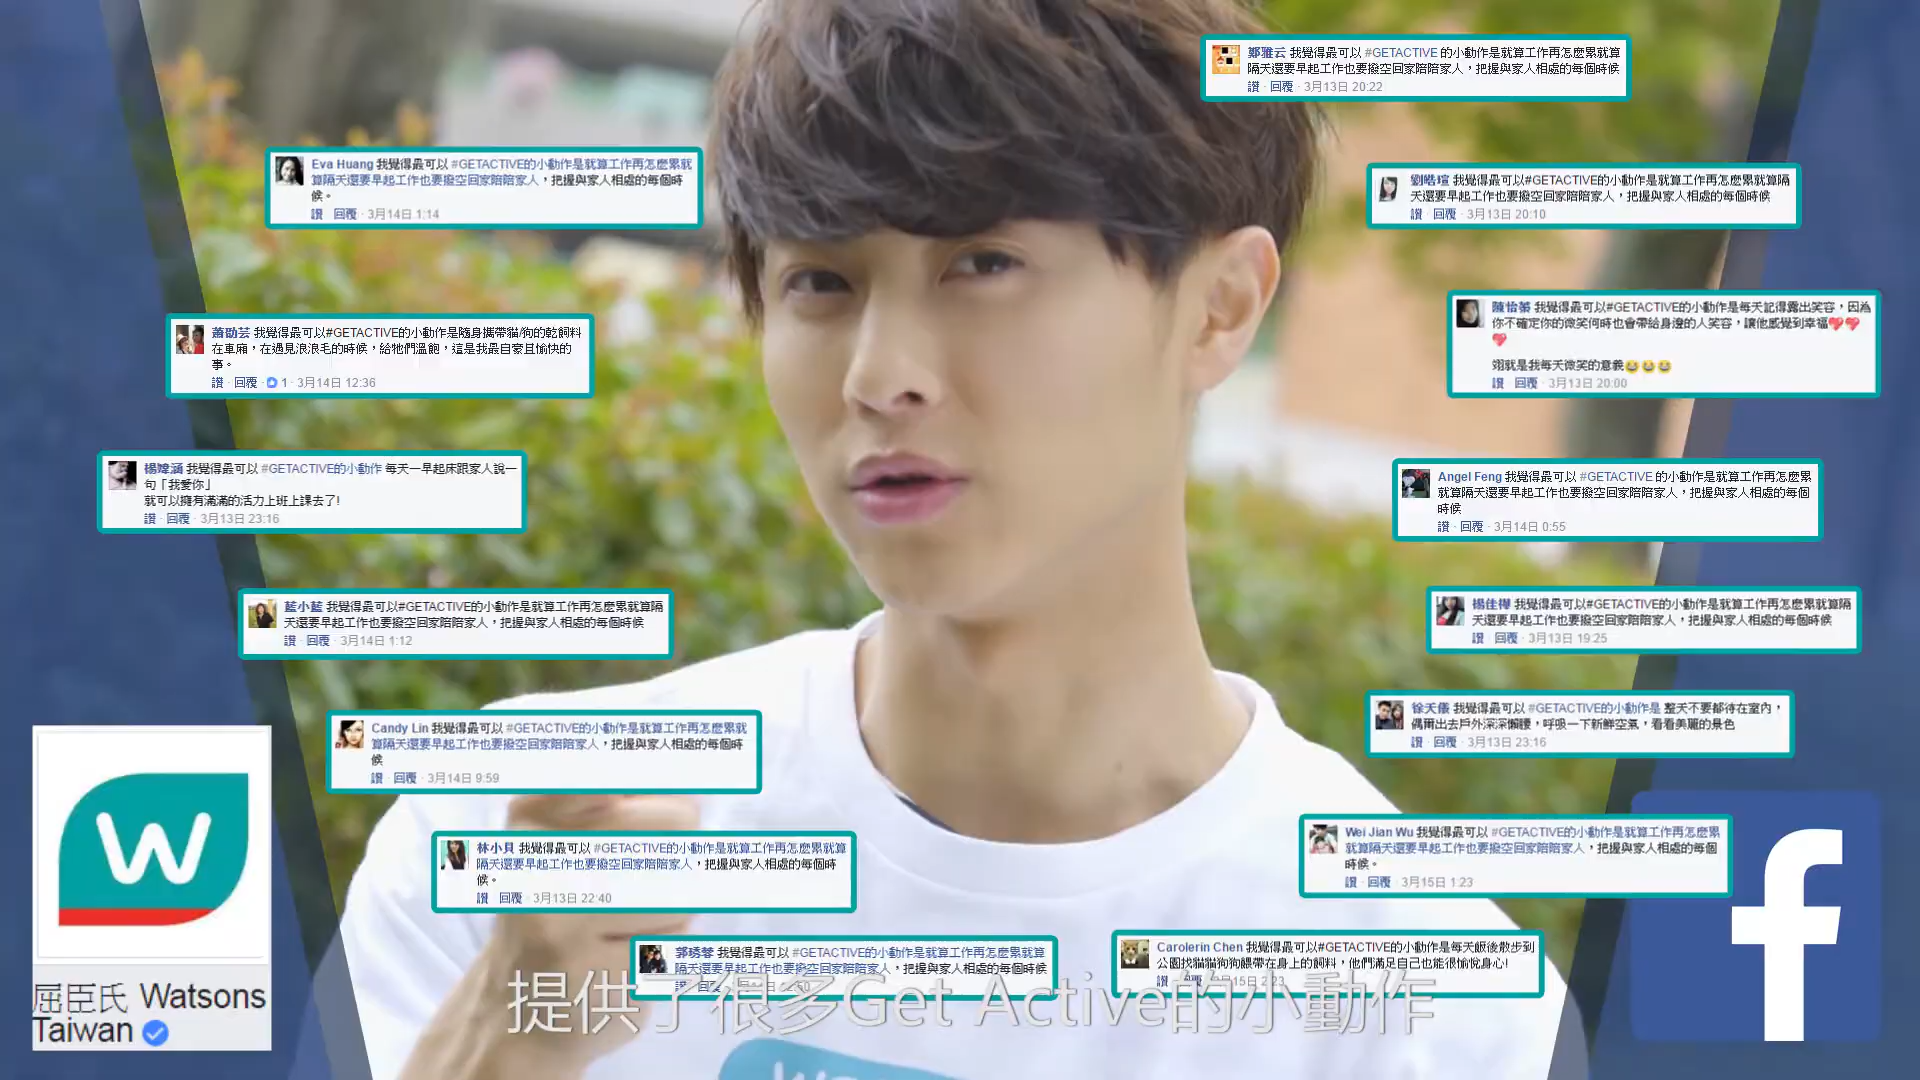 鄭雅云 我覺得最可以 #GETACTIVE 的小動作是就算工作再怎麼累就算
隔天還要早起工作也要撥空回家陪陪家人，把握與家人相處的每個時候
讚 · 回覆 · 3月13日 20:22
Eva Huang 我覺得最可以 #GETACTIVE的小動作是就算工作再怎麼累就
算隔天還要早起工作也要撥空回家陪陪家人，把握與家人相處的每個時
候。
讚 · 回覆 · 3月14日 1:14
劉皓瑄 我覺得最可以#GETACTIVE的小動作是就算工作再怎麼累就算隔
天還要早起工作也要撥空回家陪陪家人，把握與家人相處的每個時候
讚 · 回覆 · 3月13日 20:10
陳怡蓁 我覺得最可以#GETACTIVE的小動作是每天記得露出笑容，因為
你不確定你的微笑何時也會帶給身邊的人笑容，讓他感覺到幸福
翊就是我每天微笑的意義
讚 · 回覆 · 3月13日 20:00
蕭劭芸 我覺得最可以#GETACTIVE的小動作是隨身攜帶貓/狗的乾飼料
在車廂，在遇見浪浪毛的時候，給牠們溫飽，這是我最自豪且愉快的
事。
讚 · 回覆 · 1 · 3月14日 12:36
楊婞涵 我覺得最可以 #GETACTIVE的小動作 每天一早起床跟家人說一
句「我愛你」
就可以擁有滿滿的活力上班上課去了!
讚 · 回覆 · 3月13日 23:16
Angel Feng 我覺得最可以 #GETACTIVE 的小動作是就算工作再怎麼累
就算隔天還要早起工作也要撥空回家陪陪家人，把握與家人相處的每個
時候
讚 · 回覆 · 3月14日 0:55
藍小藍 我覺得最可以#GETACTIVE的小動作是就算工作再怎麼累就算隔
天還要早起工作也要撥空回家陪陪家人，把握與家人相處的每個時候
讚 · 回覆 · 3月14日 1:12
楊佳樺 我覺得最可以#GETACTIVE的小動作是就算工作再怎麼累就算隔
天還要早起工作也要撥空回家陪陪家人，把握與家人相處的每個時候
讚 · 回覆 · 3月13日 19:25
徐天儀 我覺得最可以 #GETACTIVE的小動作是 整天不要都待在室內，
偶爾出去戶外深深懶腰，呼吸一下新鮮空氣，看看美麗的景色
讚 · 回覆 · 3月13日 23:16
Candy Lin 我覺得最可以 #GETACTIVE的小動作是就算工作再怎麼累就
算隔天還要早起工作也要撥空回家陪陪家人，把握與家人相處的每個時
候
讚 · 回覆 · 3月14日 9:59
林小貝 我覺得最可以 #GETACTIVE的小動作是就算工作再怎麼累就算
隔天還要早起工作也要撥空回家陪陪家人，把握與家人相處的每個時
候。
讚 · 回覆 · 3月13日 22:40
Wei Jian Wu 我覺得最可以 #GETACTIVE的小動作是就算工作再怎麼累
就算隔天還要早起工作也要撥空回家陪陪家人，把握與家人相處的每個
時候。
讚 · 回覆 · 3月15日 1:23
郭琇蓉 我覺得最可以 #GETACTIVE的小動作是就算工作再怎麼累就算
隔天還要早起工作也要撥空回家陪陪家人，把握與家人相處的每個時候
Carolerin Chen 我覺得最可以#GETACTIVE的小動作是每天飯後散步到
公園找貓貓狗狗餵帶在身上的飼料，他們滿足自己也能很愉悅身心!
提供了很多Get Active的小動作
W
屈臣氏 Watsons
Taiwan
f